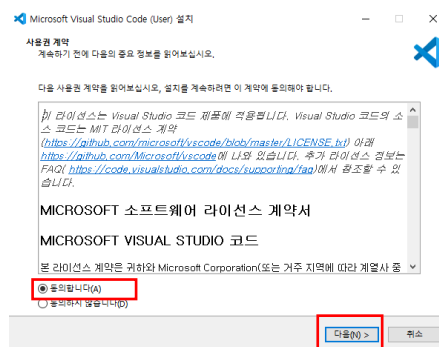 Microsoft Visual Studio Code (User) 설치
사용권 계약
계속하기 전에 다음의 중요 정보를 읽어보십시오.
다음 사용권 계약을 읽어보십시오, 설치를 계속하려면 이 계약에 동의해야 합니다.
이 라이선스는 Visual Studio 코드 제품에 적용됩니다. Visual Studio 코드의 소
스 코드는 MIT 라이선스 계약
(https://github.com/microsoft/vscode/blob/master/LICENSE.txt) 아래
https://github.com/Microsoft/vscode에 나와 있습니다. 추가 라이선스 정보는
FAQ( https://code.visualstudio.com/docs/supporting/faq)에서 참조할 수 있
습니다.
MICROSOFT 소프트웨어 라이선스 계약서
MICROSOFT VISUAL STUDIO 코드
본 라이선스 계약은 귀하와 Microsoft Corporation(또는 거주 지역에 따라 계열사 중
동의합니다(A)
동의하지 않습니다(D)
다음(N) >
취소